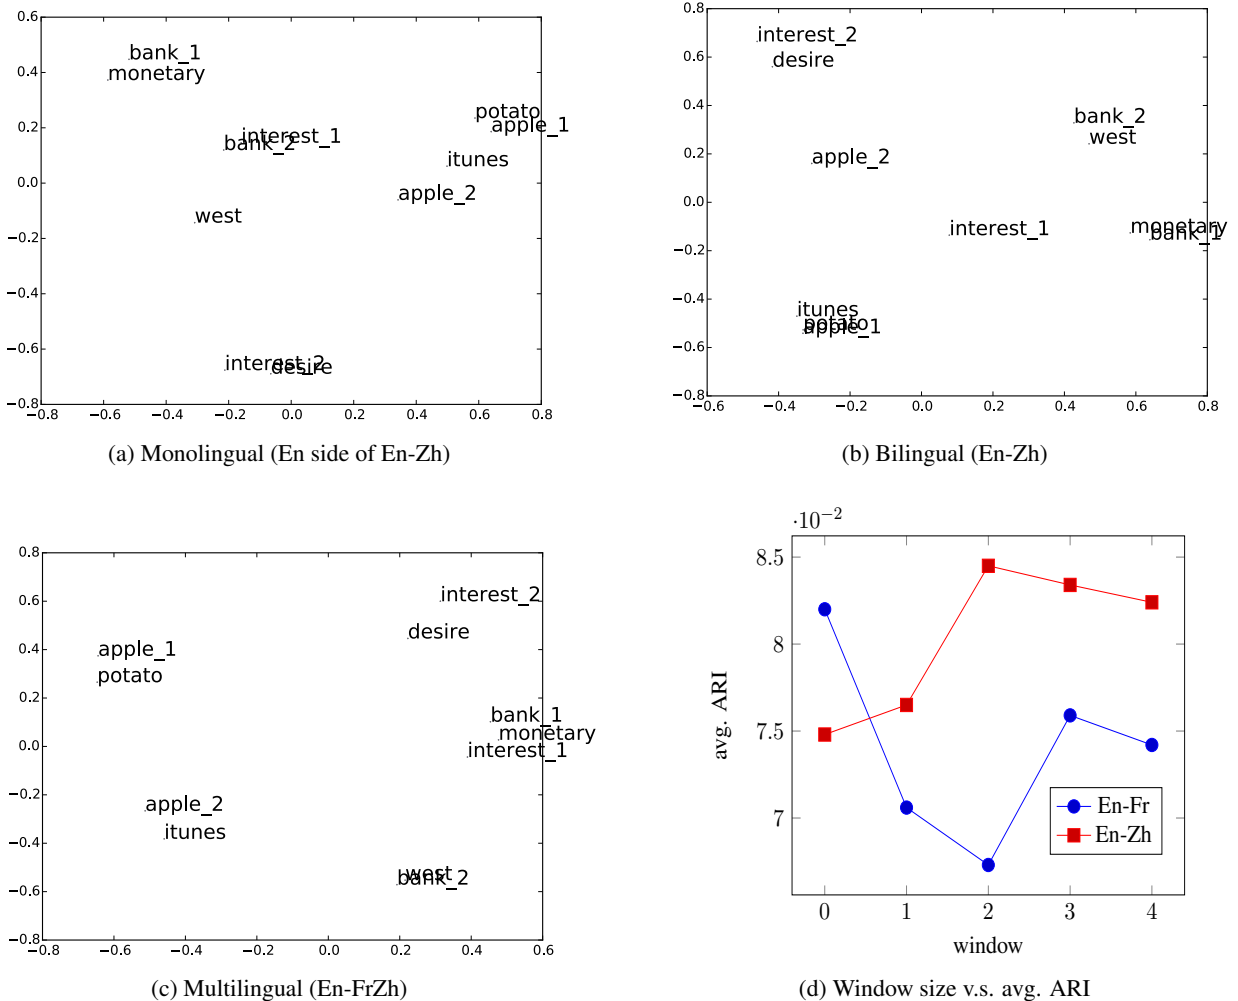 0.6
0.4
0.2
0.0
−0.2
−0.4
−0.6
−0.8
−0.8 −0.6 −0.4 −0.2 0.0 0.2 0.4 0.6 0.8
bank_1
monetary
interest_1
bank_2
potato
apple_1
itunes
apple_2
west
interest_2
desire
(a) Monolingual (En side of En-Zh)
0.8
0.6
0.4
0.2
0.0
−0.2
−0.4
−0.6
−0.8
−0.6 −0.4 −0.2 0.0 0.2 0.4 0.6 0.8
interest_2
desire
bank_2
west
apple_2
interest_1
monetary
bank_1
itunes
potato
apple_1
(b) Bilingual (En-Zh)
0.8
0.6
0.4
0.2
0.0
−0.2
−0.4
−0.6
−0.8
−0.8 −0.6 −0.4 −0.2 0.0 0.2 0.4 0.6
interest_2
desire
apple_1
potato
bank_1
monetary
interest_1
apple_2
itunes
west
bank_2
(c) Multilingual (En-FrZh)
·10−2
8.5
8
7.5
7
avg. ARI
En-Fr
En-Zh
0 1 2 3 4
window
(d) Window size v.s. avg. ARI